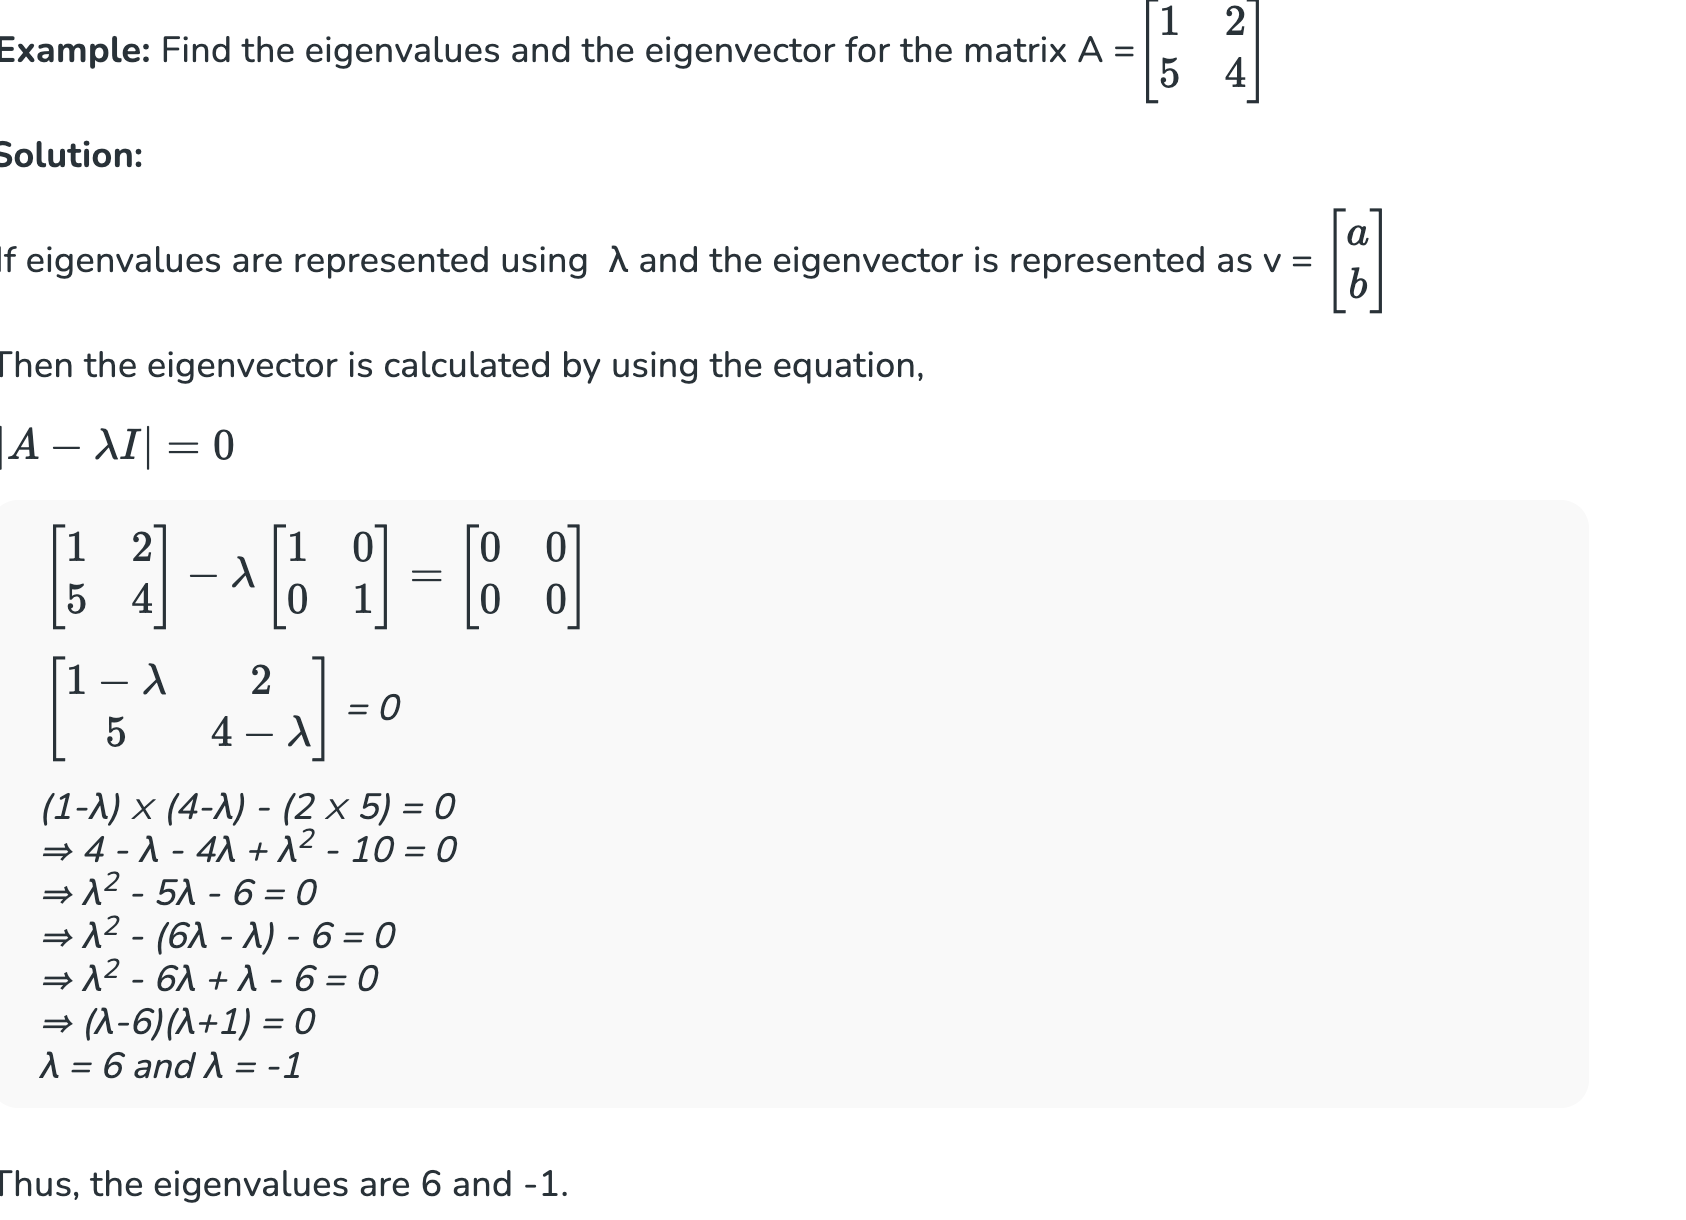 Example: Find the eigenvalues and the eigenvector for the matrix A = [1 2
5 4]
Solution:
If eigenvalues are represented using λ and the eigenvector is represented as v = [a
b]
Then the eigenvector is calculated by using the equation,
|A − λI| = 0
[1 2
5 4] − λ [1 0
0 1] = [0 0
0 0]
[1 − λ 2
5 4 − λ] = 0
(1-λ) × (4-λ) - (2 × 5) = 0
⇒ 4 - λ - 4λ + λ² - 10 = 0
⇒ λ² - 5λ - 6 = 0
⇒ λ² - (6λ - λ) - 6 = 0
⇒ λ² - 6λ + λ - 6 = 0
⇒ (λ-6)(λ+1) = 0
λ = 6 and λ = -1
Thus, the eigenvalues are 6 and -1.